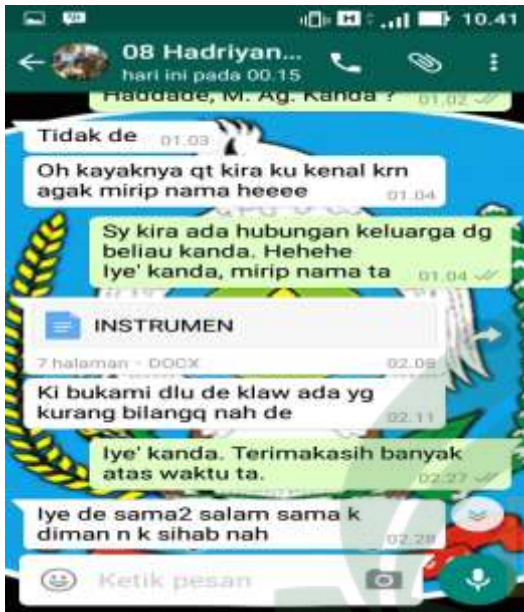 10.41
08 Hadriyan...
hari ini pada 00.15
Haddade, M. Ag. Kanda ? 01.02
Tidak de 01.03
Oh kayaknya qt kira ku kenal krn
agak mirip nama heeee 01.04
Sy kira ada hubungan keluarga dg
beliau kanda. Hehehe
Iye' kanda, mirip nama ta 01.04
INSTRUMEN
7 halaman - DOCX 02.09
Ki bukami dlu de klaw ada yg
kurang bilangq nah de 02.11
Iye' kanda. Terimakasih banyak
atas waktu ta. 02.27
Iye de sama2 salam sama k
diman n k sihab nah 02.28
Ketik pesan